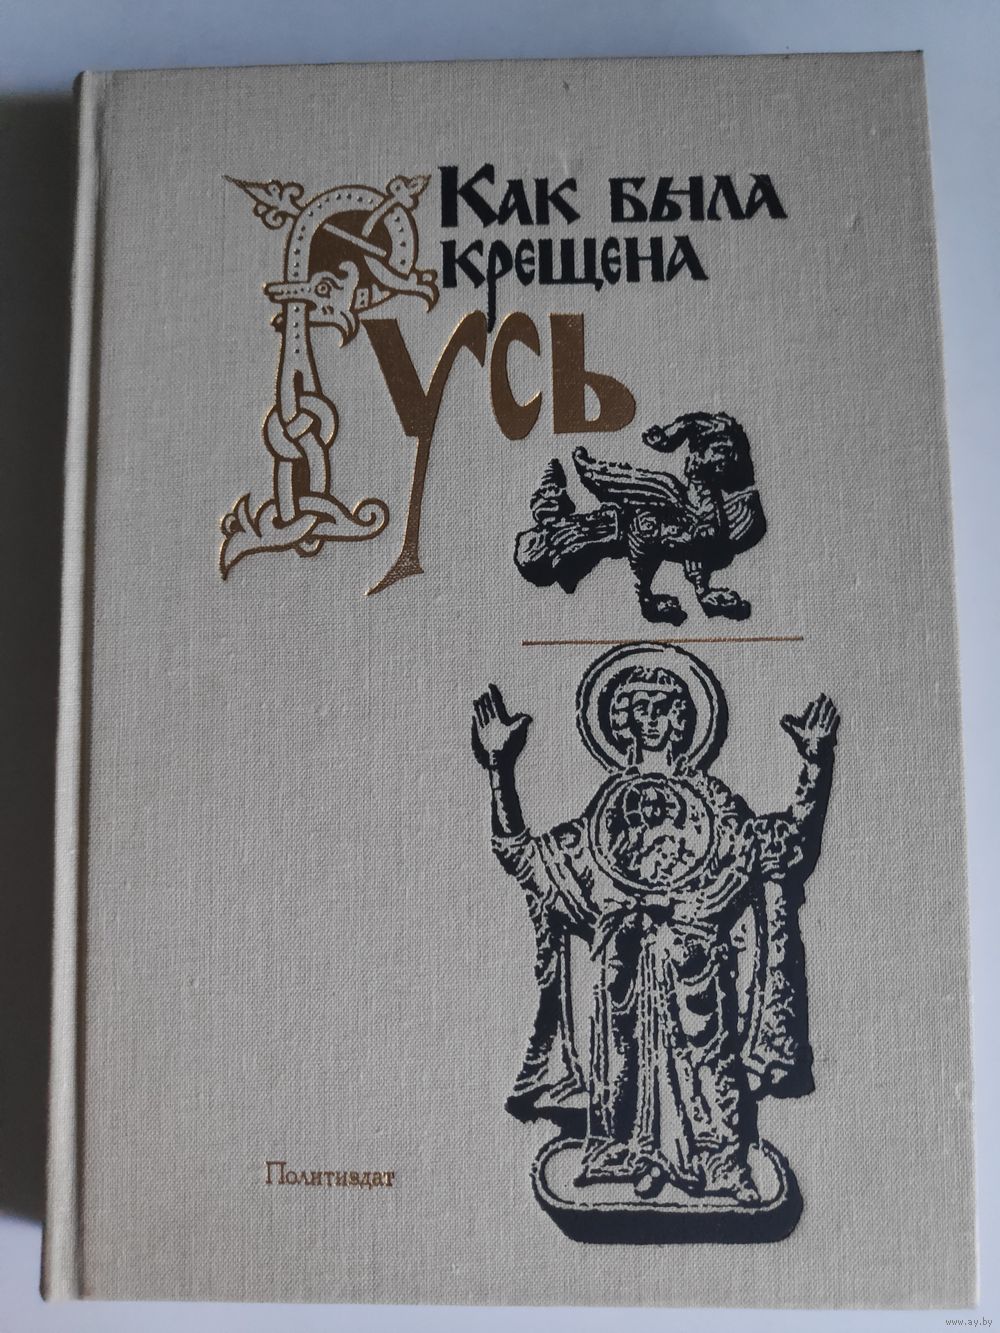 Как была
крещена
Русь
Политиздат
www.ay.by